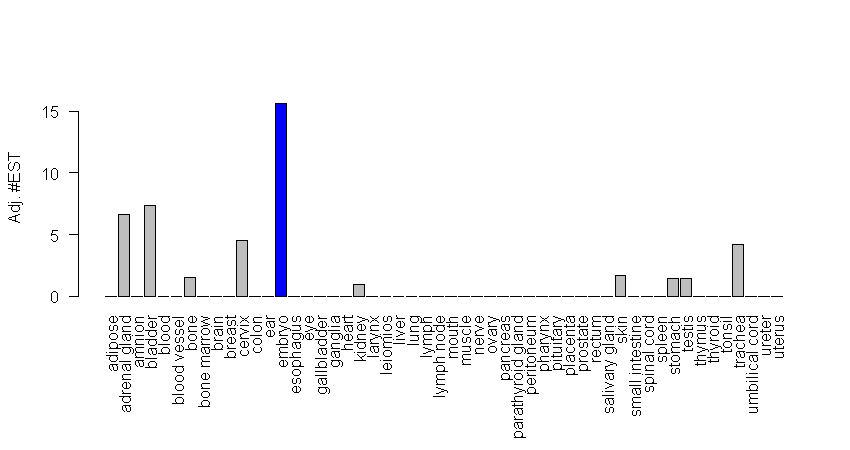 Adj. #EST
15
10
5
0
adipose
adrenal gland
amnion
bladder
blood
blood vessel
bone
bone marrow
brain
breast
cervix
colon
ear
embryo
esophagus
eye
gallbladder
ganglia
heart
kidney
larynx
leiomios
liver
lung
lymph
lymph node
mouth
muscle
nerve
ovary
pancreas
parathyroid gland
peritoneum
pharynx
pituitary
placenta
prostate
rectum
salivary gland
skin
small intestine
spinal cord
spleen
stomach
testis
thymus
thyroid
tonsil
trachea
umbilical cord
ureter
uterus